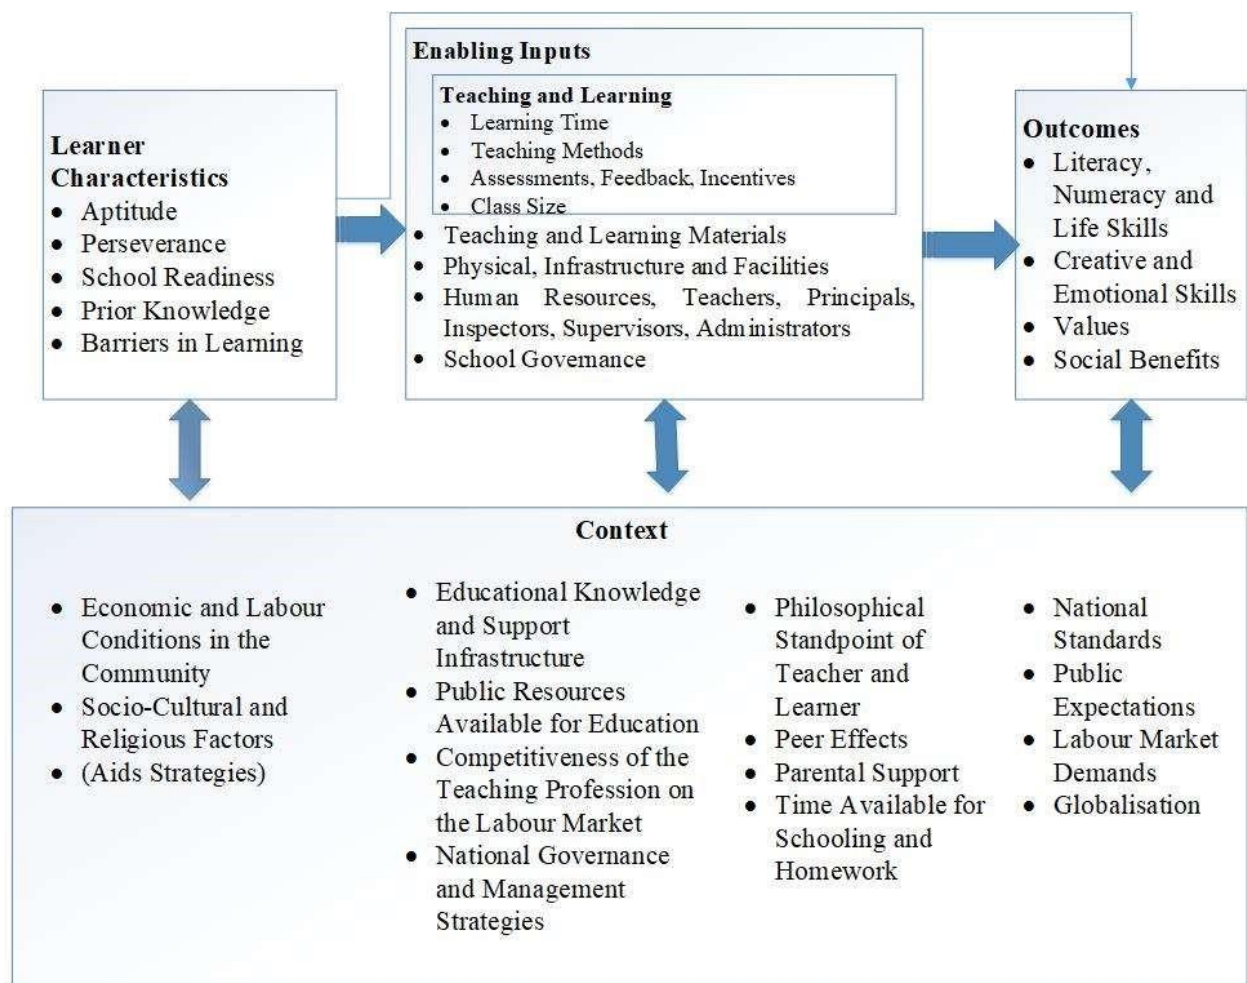 Learner
Characteristics
• Aptitude
• Perseverance
• School Readiness
• Prior Knowledge
• Barriers in Learning
Enabling Inputs
Teaching and Learning
• Learning Time
• Teaching Methods
• Assessments, Feedback, Incentives
• Class Size
• Teaching and Learning Materials
• Physical, Infrastructure and Facilities
• Human Resources, Teachers, Principals,
Inspectors, Supervisors, Administrators
• School Governance
Outcomes
• Literacy,
Numeracy and
Life Skills
• Creative and
Emotional Skills
• Values
• Social Benefits
Context
• Economic and Labour
Conditions in the
Community
• Socio-Cultural and
Religious Factors
• (Aids Strategies)
• Educational Knowledge
and Support
Infrastructure
• Public Resources
Available for Education
• Competitiveness of the
Teaching Profession on
the Labour Market
• National Governance
and Management
Strategies
• Philosophical
Standpoint of
Teacher and
Learner
• Peer Effects
• Parental Support
• Time Available for
Schooling and
Homework
• National
Standards
• Public
Expectations
• Labour Market
Demands
• Globalisation